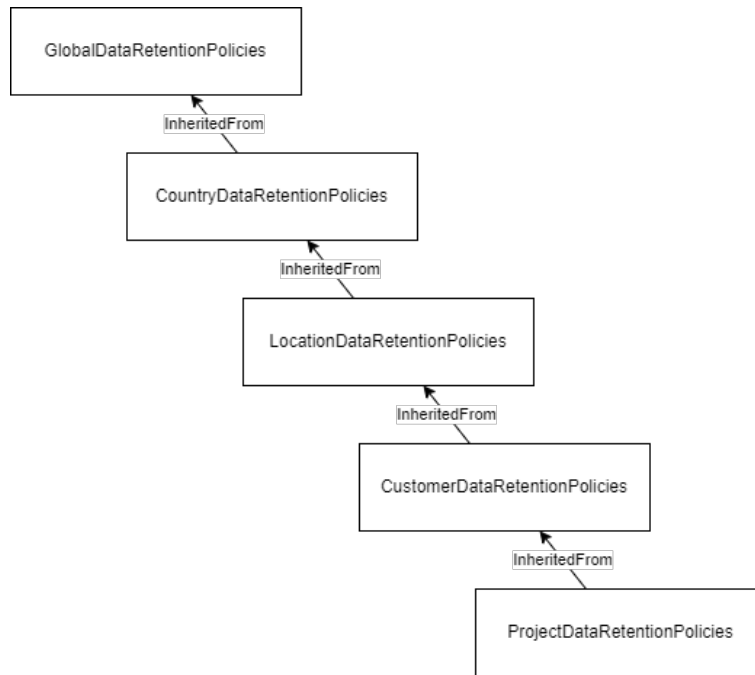 GlobalDataRetentionPolicies
InheritedFrom
CountryDataRetentionPolicies
InheritedFrom
LocationDataRetentionPolicies
InheritedFrom
CustomerDataRetentionPolicies
InheritedFrom
ProjectDataRetentionPolicies